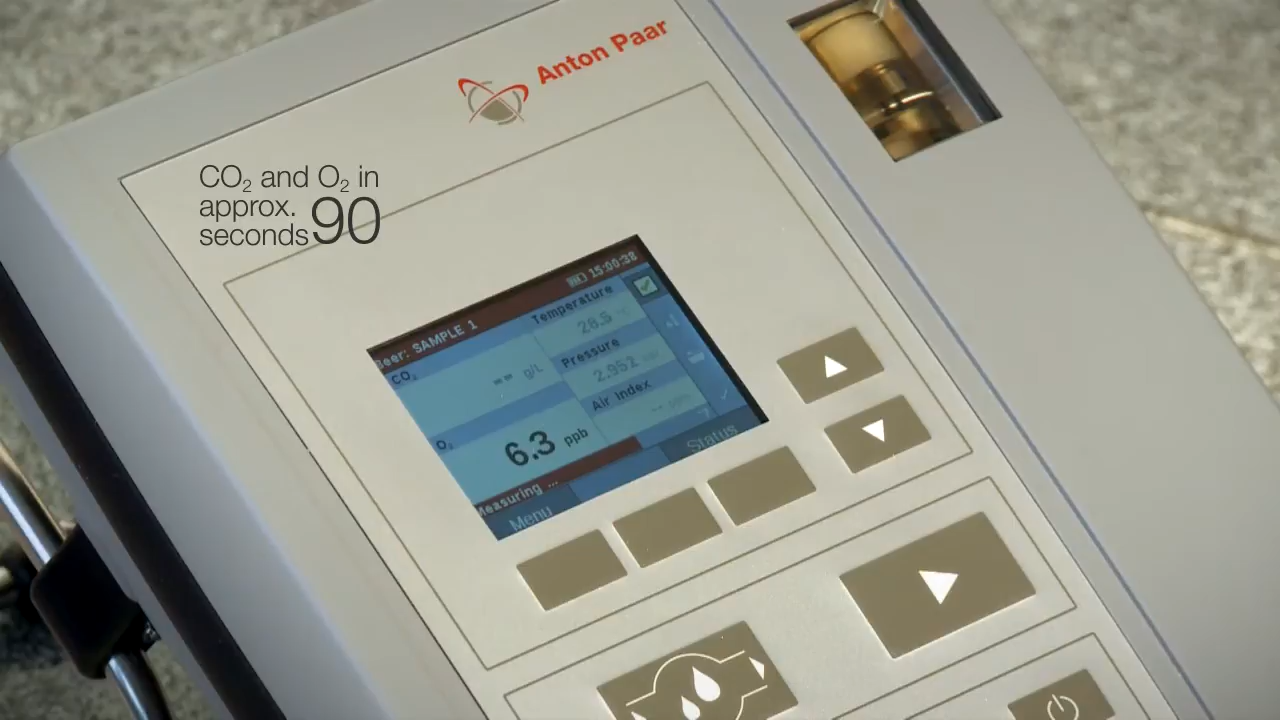 Anton Paar
CO₂ and O₂ in
approx.
seconds 90
15:00:38
Beer: SAMPLE 1
Temperature
CO₂
-- g/L
28.5 °C
Pressure
2.952
Air Index
O₂
6.3 ppb
Status
Measuring ...
Menu